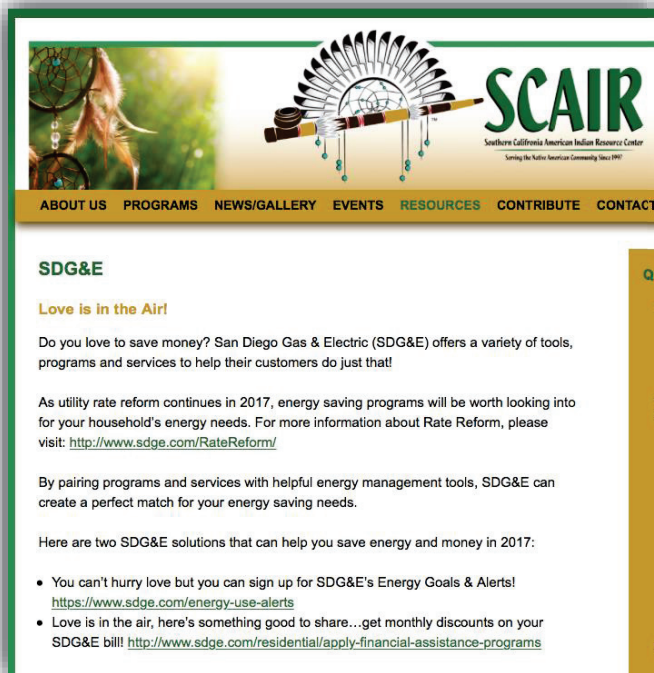 SCAIR
Southern Califronia American Indian Resource Center
Serving the Native American Community Since 1997
™
ABOUT US PROGRAMS NEWS/GALLERY EVENTS RESOURCES CONTRIBUTE CONTACT
SDG&E
Q
Love is in the Air!
Do you love to save money? San Diego Gas & Electric (SDG&E) offers a variety of tools,
programs and services to help their customers do just that!
As utility rate reform continues in 2017, energy saving programs will be worth looking into
for your household's energy needs. For more information about Rate Reform, please
visit: http://www.sdge.com/RateReform/
By pairing programs and services with helpful energy management tools, SDG&E can
create a perfect match for your energy saving needs.
Here are two SDG&E solutions that can help you save energy and money in 2017:
• You can't hurry love but you can sign up for SDG&E's Energy Goals & Alerts!
https://www.sdge.com/energy-use-alerts
• Love is in the air, here's something good to share…get monthly discounts on your
SDG&E bill! http://www.sdge.com/residential/apply-financial-assistance-programs